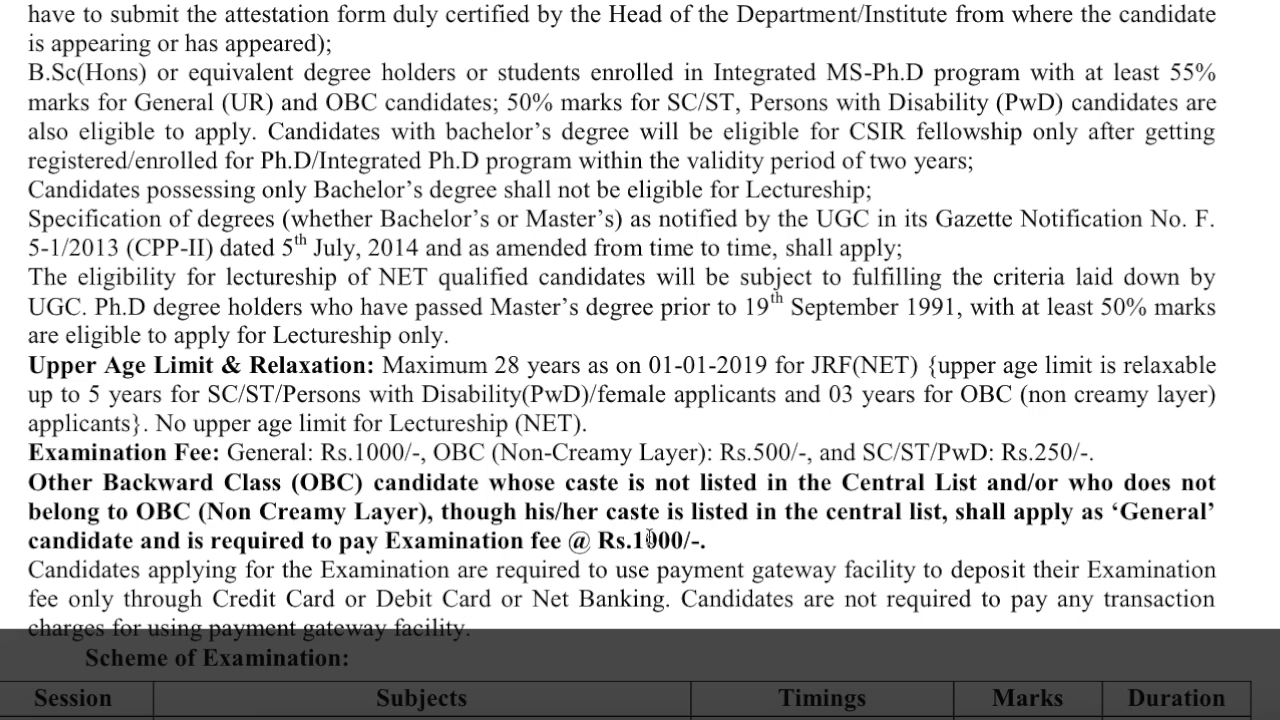 have to submit the attestation form duly certified by the Head of the Department/Institute from where the candidate
is appearing or has appeared);
B.Sc(Hons) or equivalent degree holders or students enrolled in Integrated MS-Ph.D program with at least 55%
marks for General (UR) and OBC candidates; 50% marks for SC/ST, Persons with Disability (PwD) candidates are
also eligible to apply. Candidates with bachelor’s degree will be eligible for CSIR fellowship only after getting
registered/enrolled for Ph.D/Integrated Ph.D program within the validity period of two years;
Candidates possessing only Bachelor’s degree shall not be eligible for Lectureship;
Specification of degrees (whether Bachelor’s or Master’s) as notified by the UGC in its Gazette Notification No. F.
5-1/2013 (CPP-II) dated 5th July, 2014 and as amended from time to time, shall apply;
The eligibility for lectureship of NET qualified candidates will be subject to fulfilling the criteria laid down by
UGC. Ph.D degree holders who have passed Master’s degree prior to 19th September 1991, with at least 50% marks
are eligible to apply for Lectureship only.
Upper Age Limit & Relaxation: Maximum 28 years as on 01-01-2019 for JRF(NET) {upper age limit is relaxable
up to 5 years for SC/ST/Persons with Disability(PwD)/female applicants and 03 years for OBC (non creamy layer)
applicants}. No upper age limit for Lectureship (NET).
Examination Fee: General: Rs.1000/-, OBC (Non-Creamy Layer): Rs.500/-, and SC/ST/PwD: Rs.250/-.
Other Backward Class (OBC) candidate whose caste is not listed in the Central List and/or who does not
belong to OBC (Non Creamy Layer), though his/her caste is listed in the central list, shall apply as ‘General’
candidate and is required to pay Examination fee @ Rs.1000/-.
Candidates applying for the Examination are required to use payment gateway facility to deposit their Examination
fee only through Credit Card or Debit Card or Net Banking. Candidates are not required to pay any transaction
charges for using payment gateway facility.
Scheme of Examination:
Session Subjects Timings Marks Duration